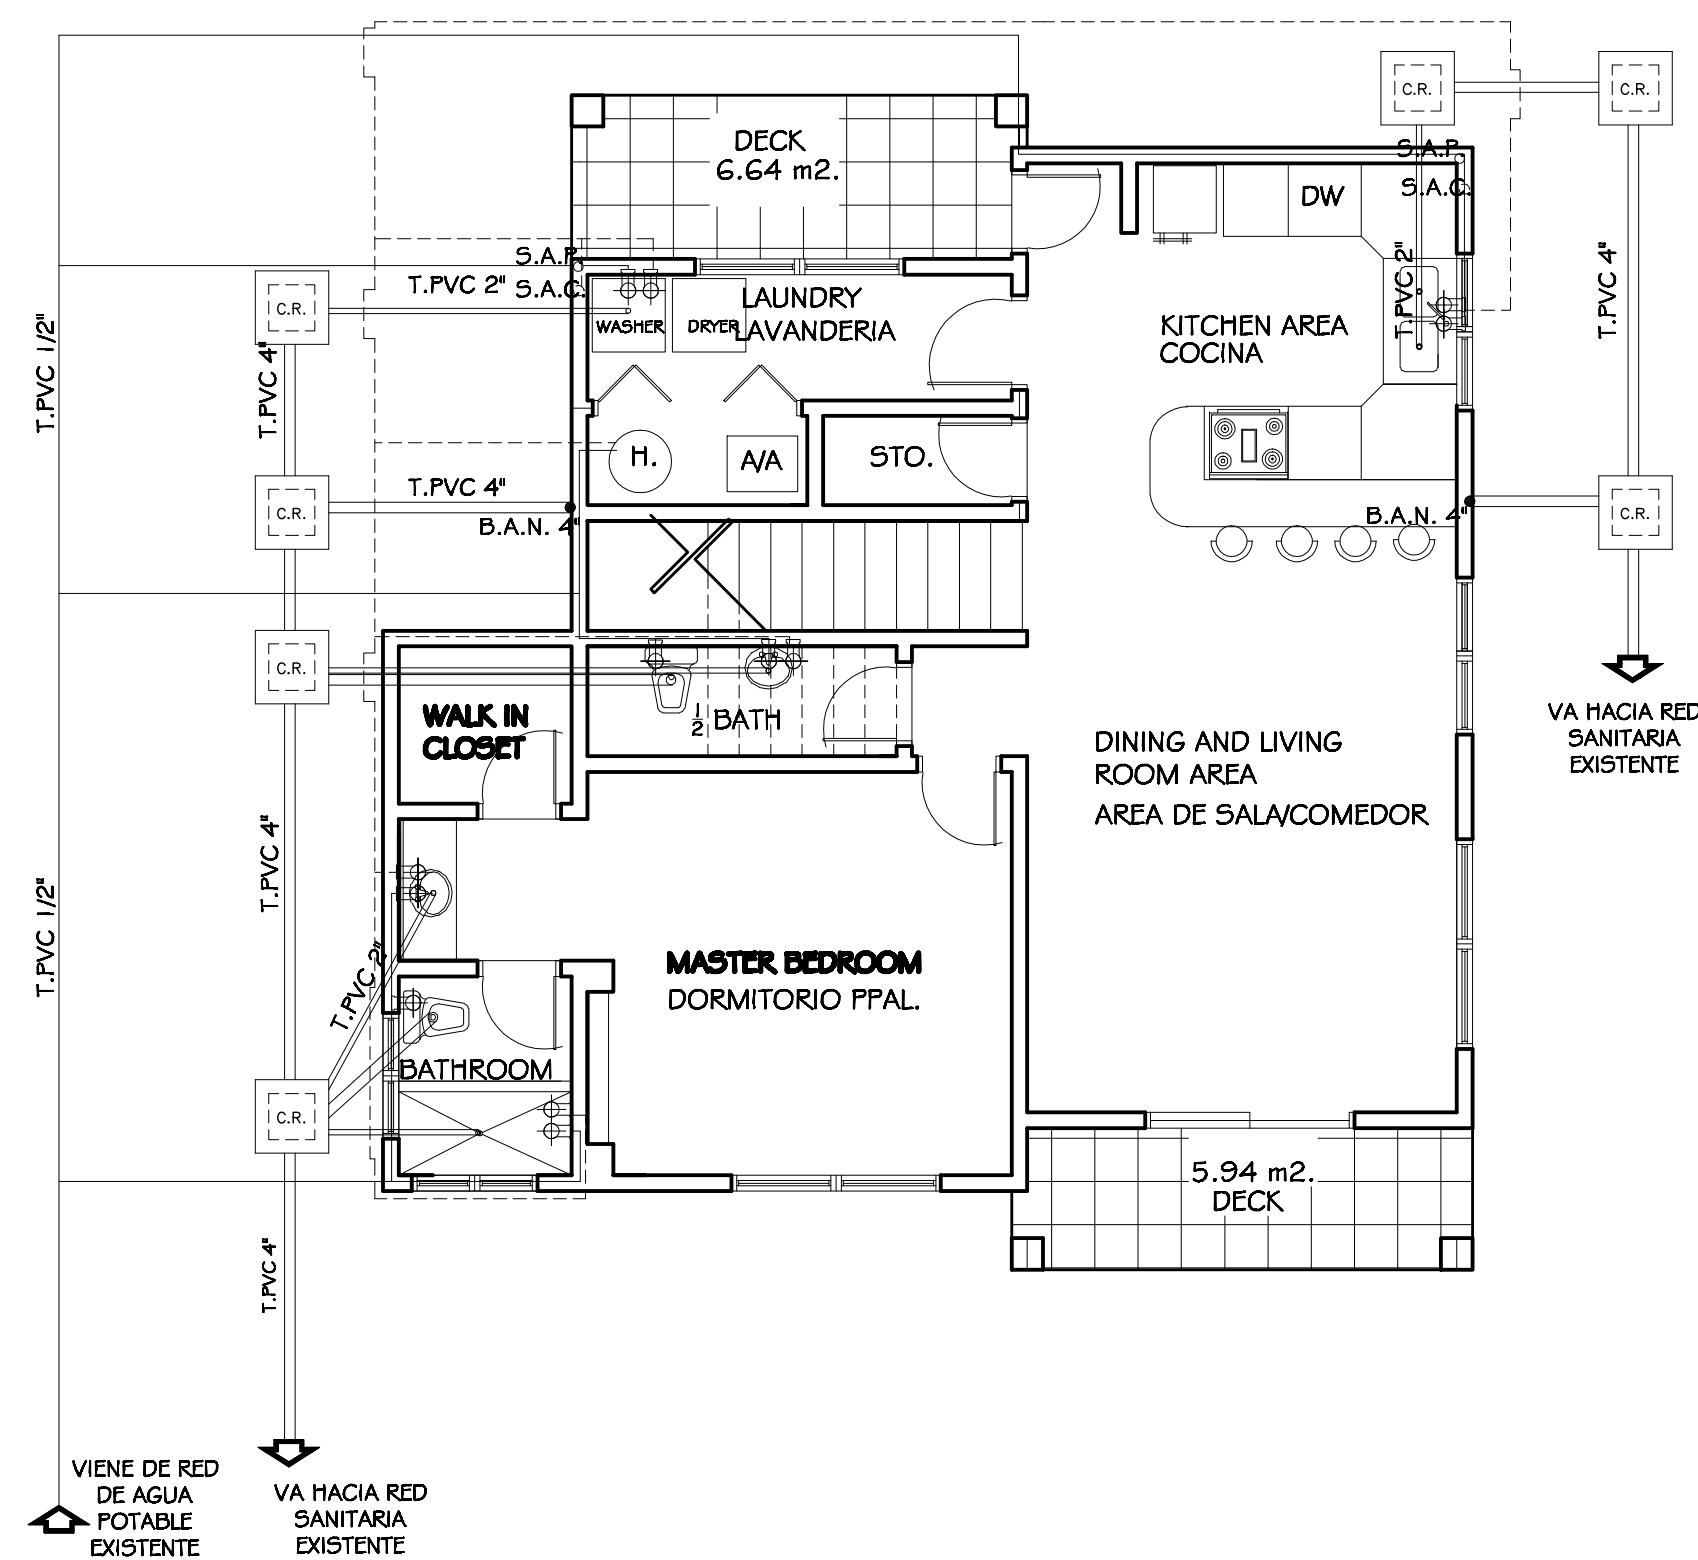 C.R.
C.R.
DECK
6.64 m2.
S.A.P.
S.A.C.
DW
S.A.P.
T.PVC 2"
S.A.C.
C.R.
LAUNDRY
LAVANDERIA
WASHER
DRYER
KITCHEN AREA
COCINA
T.PVC 2"
T.PVC 4"
T.PVC 1/2"
T.PVC 4"
H.
A/A
STO.
T.PVC 4"
C.R.
B.A.N. 4"
B.A.N. 4"
C.R.
C.R.
WALK IN
CLOSET
1/2 BATH
VA HACIA RED
SANITARIA
EXISTENTE
DINING AND LIVING
ROOM AREA
AREA DE SALA/COMEDOR
T.PVC 4"
T.PVC 1/2"
T.PVC 2"
MASTER BEDROOM
DORMITORIO PPAL.
BATHROOM
C.R.
5.94 m2.
DECK
T.PVC 4"
VIENE DE RED
DE AGUA
POTABLE
EXISTENTE
VA HACIA RED
SANITARIA
EXISTENTE